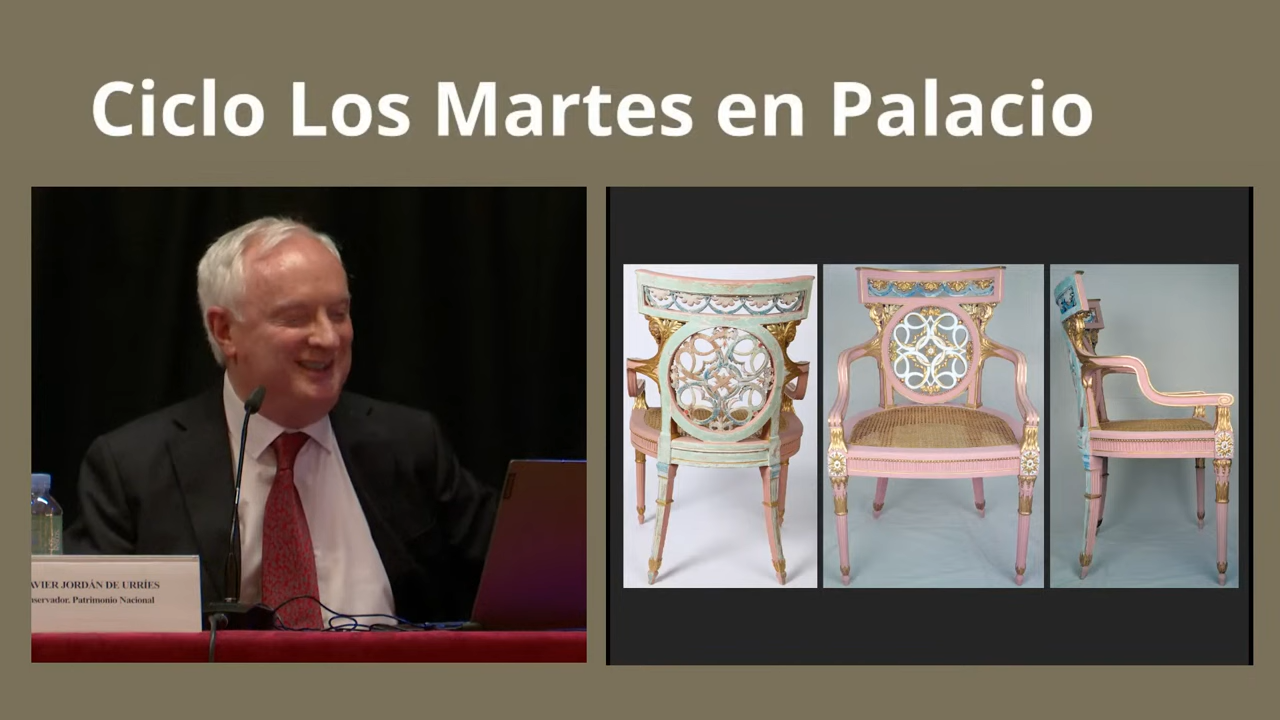 Ciclo Los Martes en Palacio
AVIER JORDÁN DE URRÍES
nservador. Patrimonio Nacional